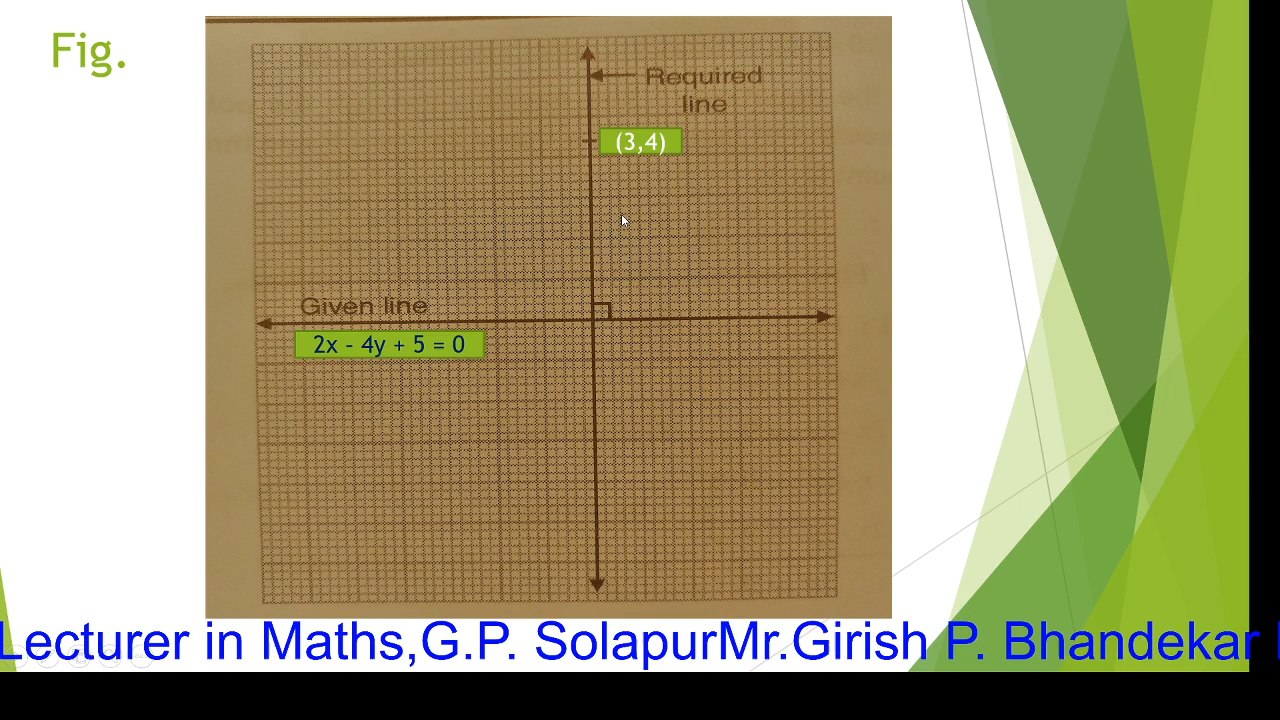 Fig.
Required
line
(3,4)
Given line
2x - 4y + 5 = 0
Lecturer in Maths,G.P. SolapurMr.Girish P. Bhandekar